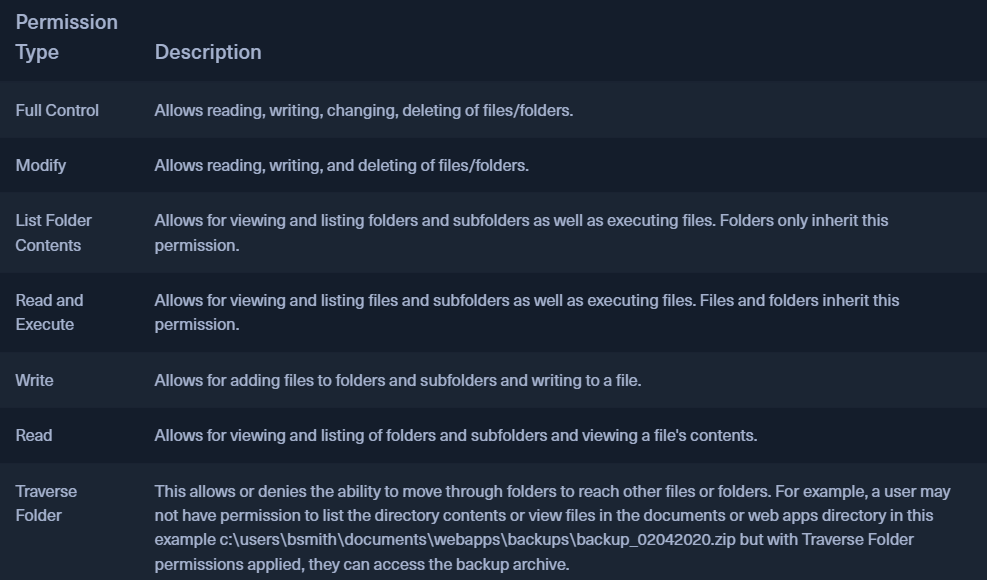 Permission
Type Description
Full Control Allows reading, writing, changing, deleting of files/folders.
Modify Allows reading, writing, and deleting of files/folders.
List Folder Allows for viewing and listing folders and subfolders as well as executing files. Folders only inherit this
Contents permission.
Read and Allows for viewing and listing files and subfolders as well as executing files. Files and folders inherit this
Execute permission.
Write Allows for adding files to folders and subfolders and writing to a file.
Read Allows for viewing and listing of folders and subfolders and viewing a file's contents.
Traverse This allows or denies the ability to move through folders to reach other files or folders. For example, a user may
Folder not have permission to list the directory contents or view files in the documents or web apps directory in this
example c:\users\bsmith\documents\webapps\backups\backup_02042020.zip but with Traverse Folder
permissions applied, they can access the backup archive.